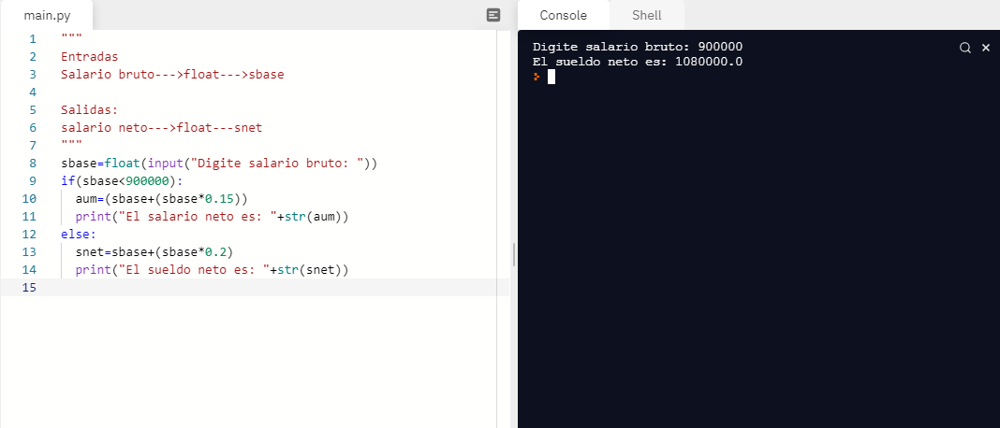 main.py
1 """
2 Entradas
3 Salario bruto--->float--->sbase
4
5 Salidas:
6 salario neto--->float---snet
7 """
8 sbase=float(input("Digite salario bruto: "))
9 if(sbase<900000):
10 aum=(sbase+(sbase*0.15))
11 print("El salario neto es: "+str(aum))
12 else:
13 snet=sbase+(sbase*0.2)
14 print("El sueldo neto es: "+str(snet))
15
Console Shell
Digite salario bruto: 900000
El sueldo neto es: 1080000.0